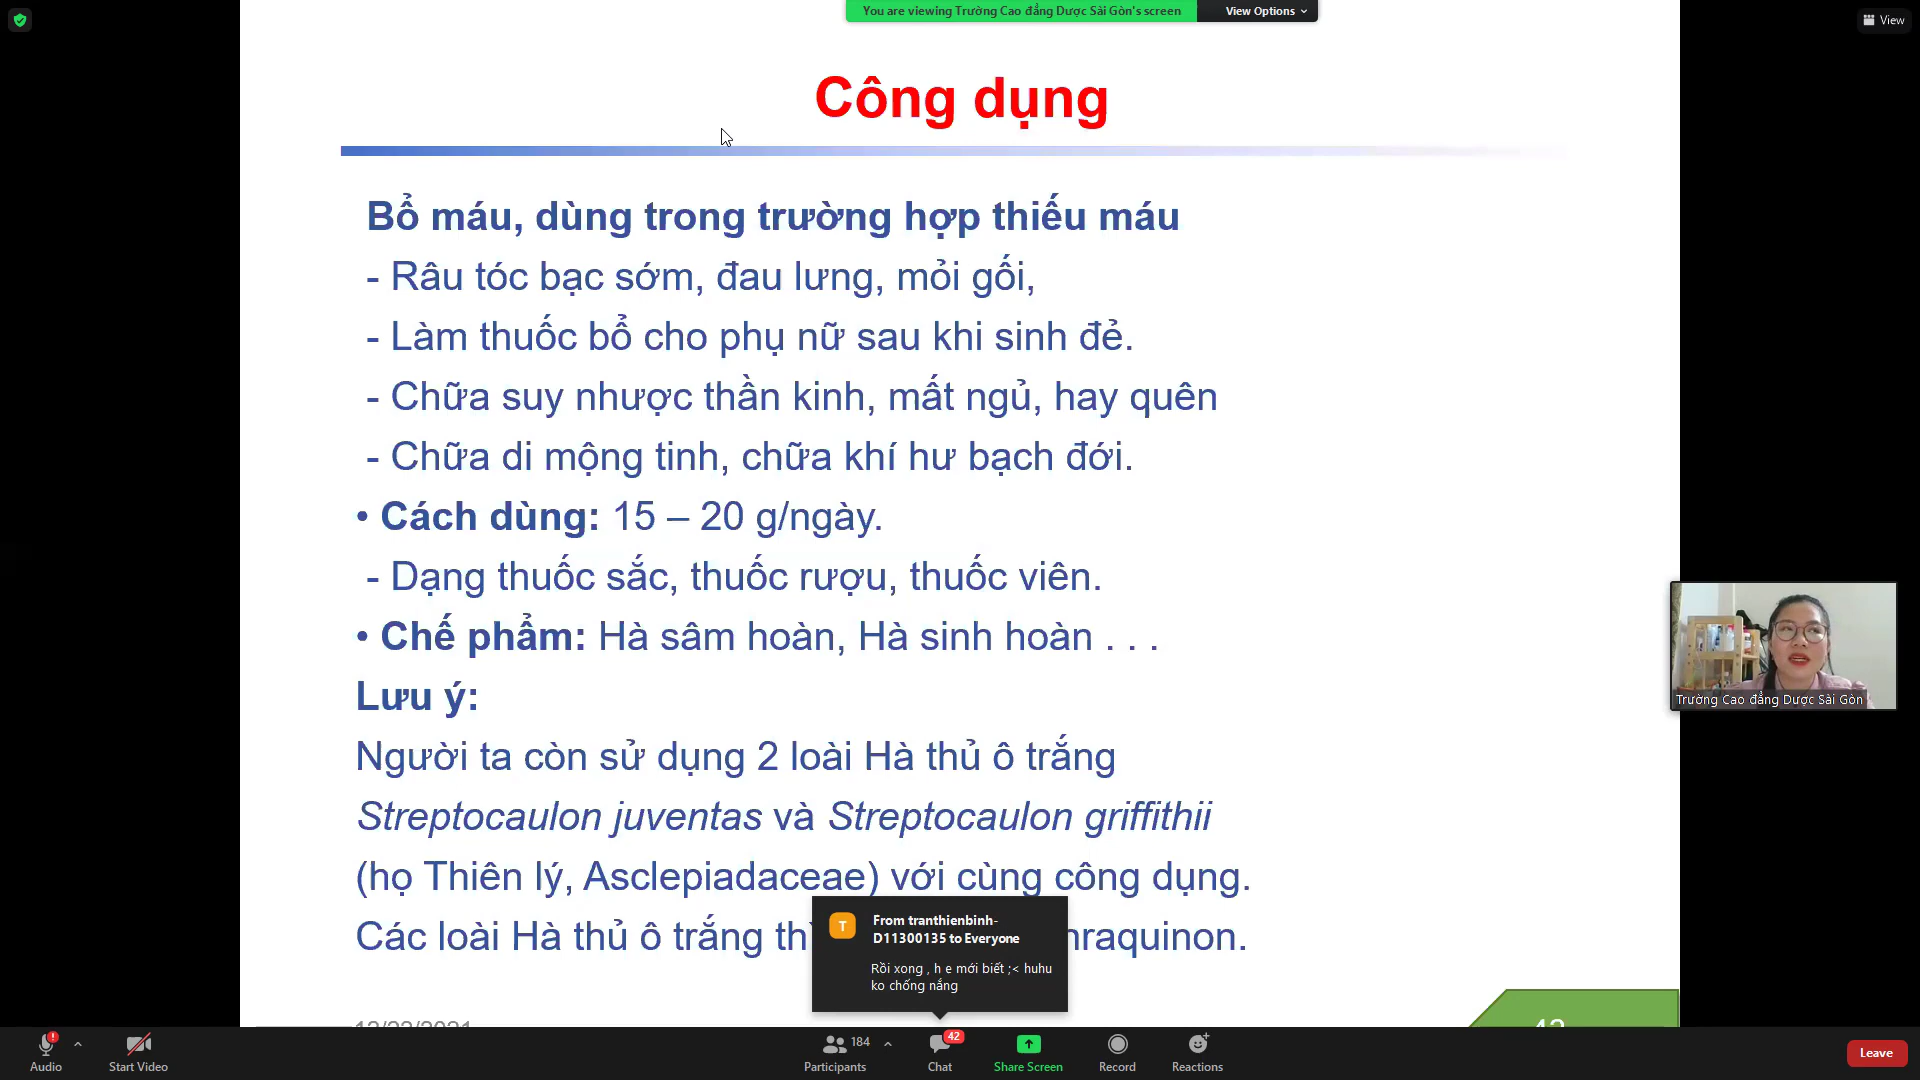 You are viewing Trường Cao đẳng Dược Sài Gòn's screen
View Options
View
Công dụng
Bổ máu, dùng trong trường hợp thiếu máu
- Râu tóc bạc sớm, đau lưng, mỏi gối,
- Làm thuốc bổ cho phụ nữ sau khi sinh đẻ.
- Chữa suy nhược thần kinh, mất ngủ, hay quên
- Chữa di mộng tinh, chữa khí hư bạch đới.
• Cách dùng: 15 – 20 g/ngày.
- Dạng thuốc sắc, thuốc rượu, thuốc viên.
• Chế phẩm: Hà sâm hoàn, Hà sinh hoàn . . .
Lưu ý:
Người ta còn sử dụng 2 loài Hà thủ ô trắng
Streptocaulon juventas và Streptocaulon griffithii
(họ Thiên lý, Asclepiadaceae) với cùng công dụng.
Các loài Hà thủ ô trắng
Trường Cao đẳng Dược Sài Gòn
T
From tranthienbinh-
D11300135 to Everyone
Rồi xong , h e mới biết ;< huhu
ko chống nắng
Audio
Start Video
184
Participants
42
Chat
Share Screen
Record
Reactions
Leave